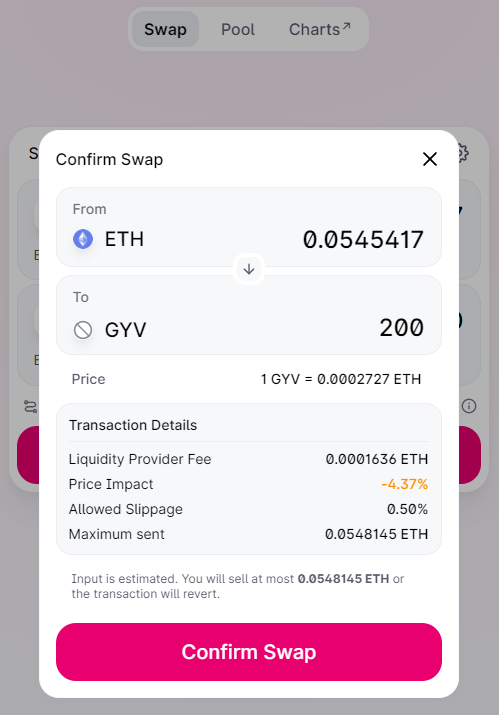 Swap Pool Charts↗
S
Confirm Swap
From
ETH 0.0545417
To
GYV 200
Price 1 GYV = 0.0002727 ETH
Transaction Details
Liquidity Provider Fee 0.0001636 ETH
Price Impact -4.37%
Allowed Slippage 0.50%
Maximum sent 0.0548145 ETH
Input is estimated. You will sell at most 0.0548145 ETH or
the transaction will revert.
Confirm Swap